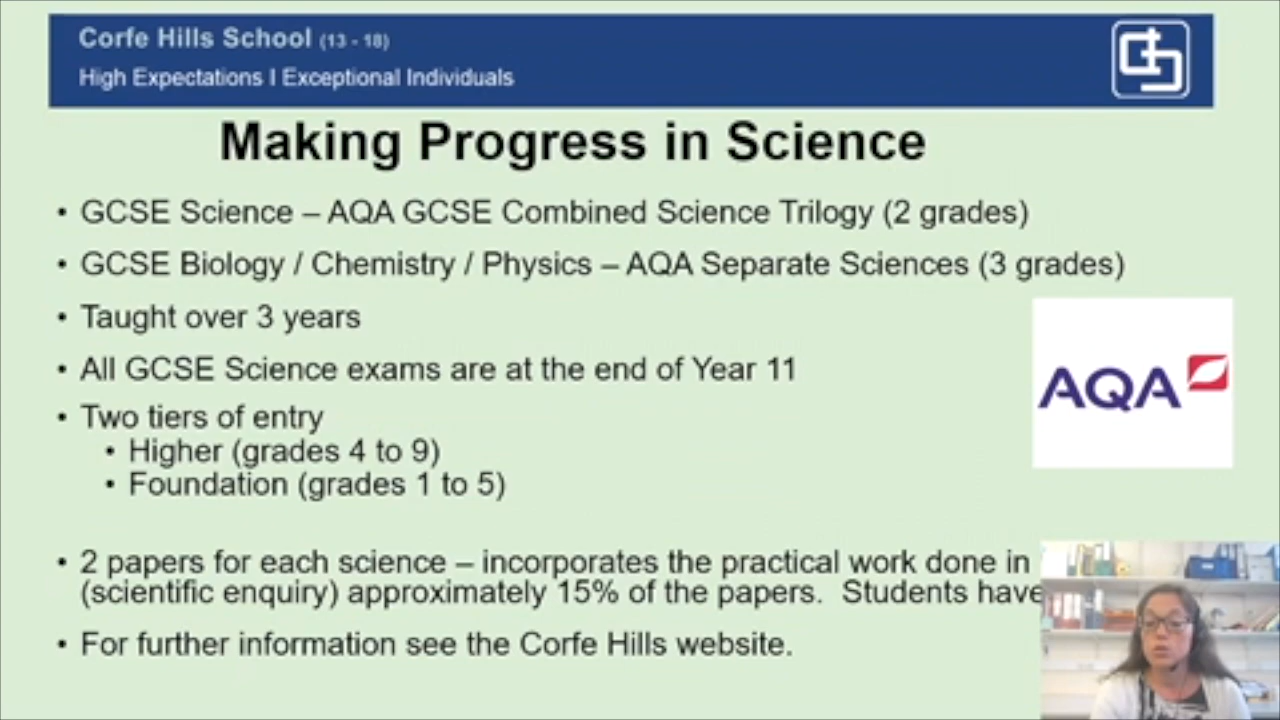 Corfe Hills School (13 - 18)
High Expectations I Exceptional Individuals
Making Progress in Science
• GCSE Science – AQA GCSE Combined Science Trilogy (2 grades)
• GCSE Biology / Chemistry / Physics – AQA Separate Sciences (3 grades)
• Taught over 3 years
• All GCSE Science exams are at the end of Year 11
• Two tiers of entry
• Higher (grades 4 to 9)
• Foundation (grades 1 to 5)
AQA
• 2 papers for each science – incorporates the practical work done in
(scientific enquiry) approximately 15% of the papers. Students have
• For further information see the Corfe Hills website.